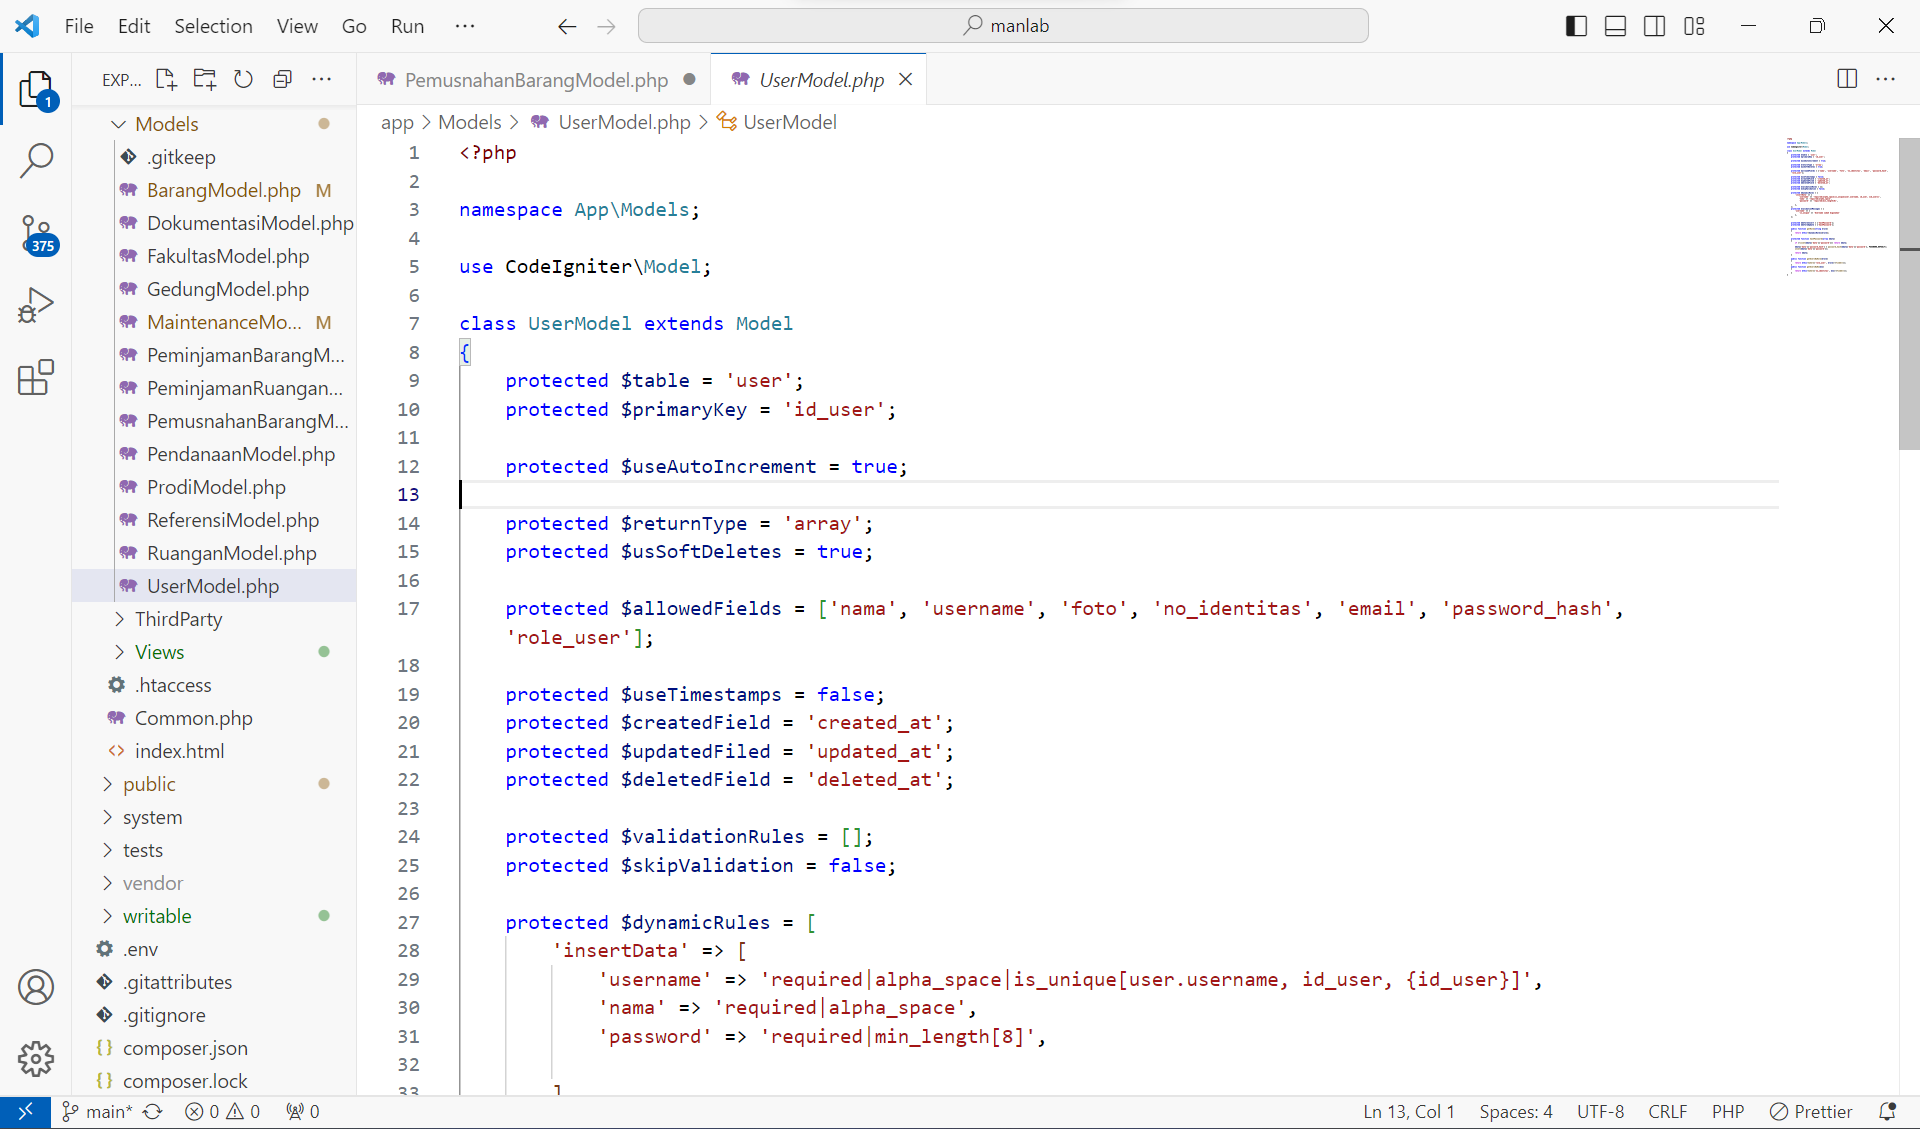 File Edit Selection View Go Run ··· manlab
EXP...
PemusnahanBarangModel.php UserModel.php
app > Models > UserModel.php > UserModel
Models
.gitkeep
BarangModel.php M
DokumentasiModel.php
FakultasModel.php
GedungModel.php
MaintenanceMo... M
PeminjamanBarangM...
PeminjamanRuangan...
PemusnahanBarangM...
PendanaanModel.php
ProdiModel.php
ReferensiModel.php
RuanganModel.php
UserModel.php
ThirdParty
Views
.htaccess
Common.php
index.html
public
system
tests
vendor
writable
.env
.gitattributes
.gitignore
composer.json
composer.lock
1
375
1 <?php
2
3 namespace App\Models;
4
5 use CodeIgniter\Model;
6
7 class UserModel extends Model
8 {
9 protected $table = 'user';
10 protected $primaryKey = 'id_user';
11
12 protected $useAutoIncrement = true;
13
14 protected $returnType = 'array';
15 protected $usSoftDeletes = true;
16
17 protected $allowedFields = ['nama', 'username', 'foto', 'no_identitas', 'email', 'password_hash',
'role_user'];
18
19 protected $useTimestamps = false;
20 protected $createdField = 'created_at';
21 protected $updatedFiled = 'updated_at';
22 protected $deletedField = 'deleted_at';
23
24 protected $validationRules = [];
25 protected $skipValidation = false;
26
27 protected $dynamicRules = [
28 'insertData' => [
29 'username' => 'required|alpha_space|is_unique[user.username, id_user, {id_user}]',
30 'nama' => 'required|alpha_space',
31 'password' => 'required|min_length[8]',
32
33 ]
main* 0 0 0 Ln 13, Col 1 Spaces: 4 UTF-8 CRLF PHP Prettier